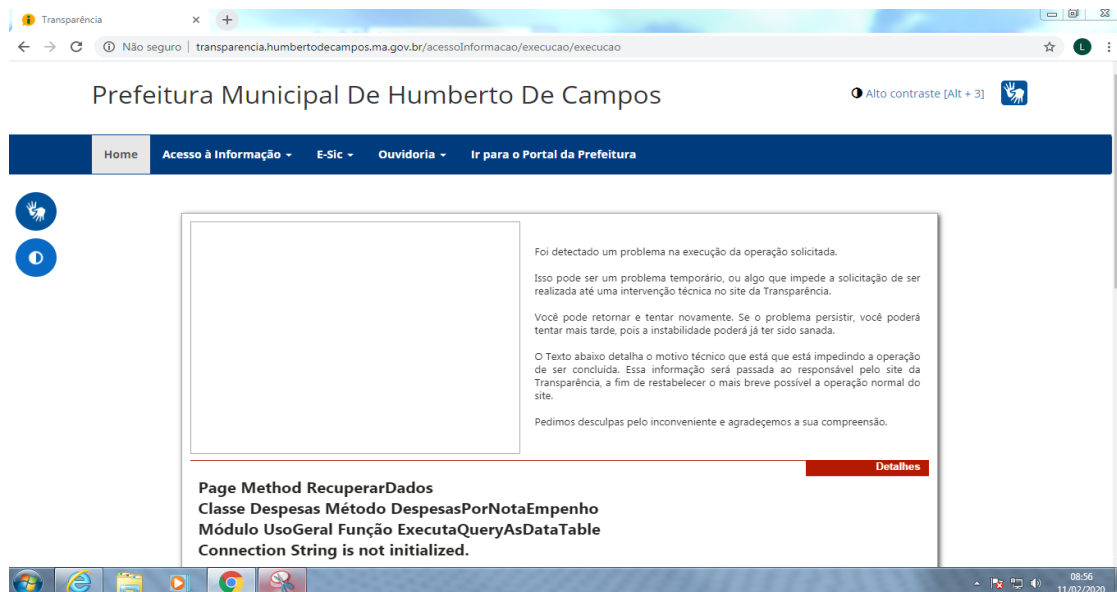 Transparência
Não seguro | transparencia.humbertodecampos.ma.gov.br/acessoInformacao/execucao/execucao
L
Prefeitura Municipal De Humberto De Campos
Alto contraste [Alt + 3]
Home Acesso à Informação E-Sic Ouvidoria Ir para o Portal da Prefeitura
Foi detectado um problema na execução da operação solicitada.
Isso pode ser um problema temporário, ou algo que impede a solicitação de ser
realizada até uma intervenção técnica no site da Transparência.
Você pode retornar e tentar novamente. Se o problema persistir, você poderá
tentar mais tarde, pois a instabilidade poderá já ter sido sanada.
O Texto abaixo detalha o motivo técnico que está que está impedindo a operação
de ser concluída. Essa informação será passada ao responsável pelo site da
Transparência, a fim de restabelecer o mais breve possível a operação normal do
site.
Pedimos desculpas pelo inconveniente e agradeçemos a sua compreensão.
Detalhes
Page Method RecuperarDados
Classe Despesas Método DespesasPorNotaEmpenho
Módulo UsoGeral Função ExecutaQueryAsDataTable
Connection String is not initialized.
08:56
11/02/2020